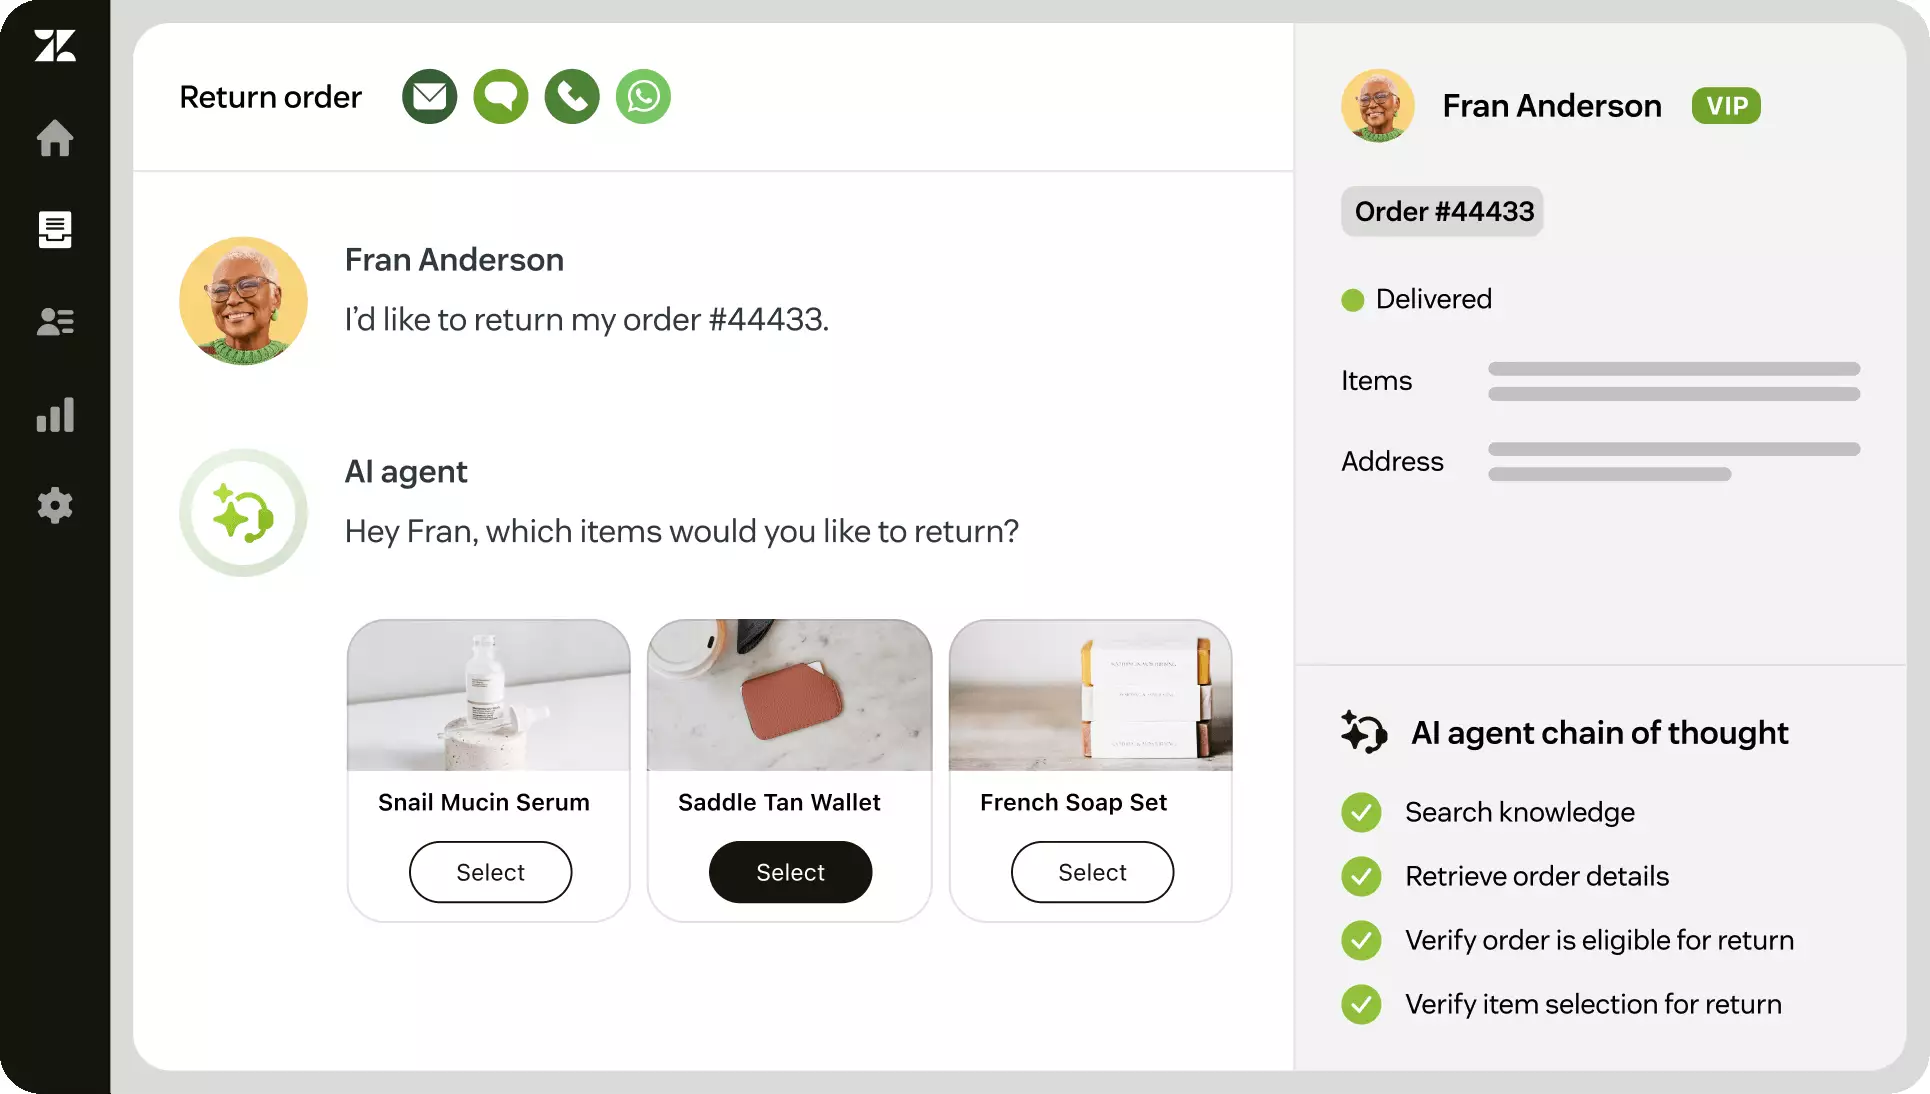 Return order
Fran Anderson
I'd like to return my order #44433.
AI agent
Hey Fran, which items would you like to return?
Snail Mucin Serum
Select
Saddle Tan Wallet
Select
French Soap Set
Select
Fran Anderson
VIP
Order #44433
Delivered
Items
Address
AI agent chain of thought
Search knowledge
Retrieve order details
Verify order is eligible for return
Verify item selection for return